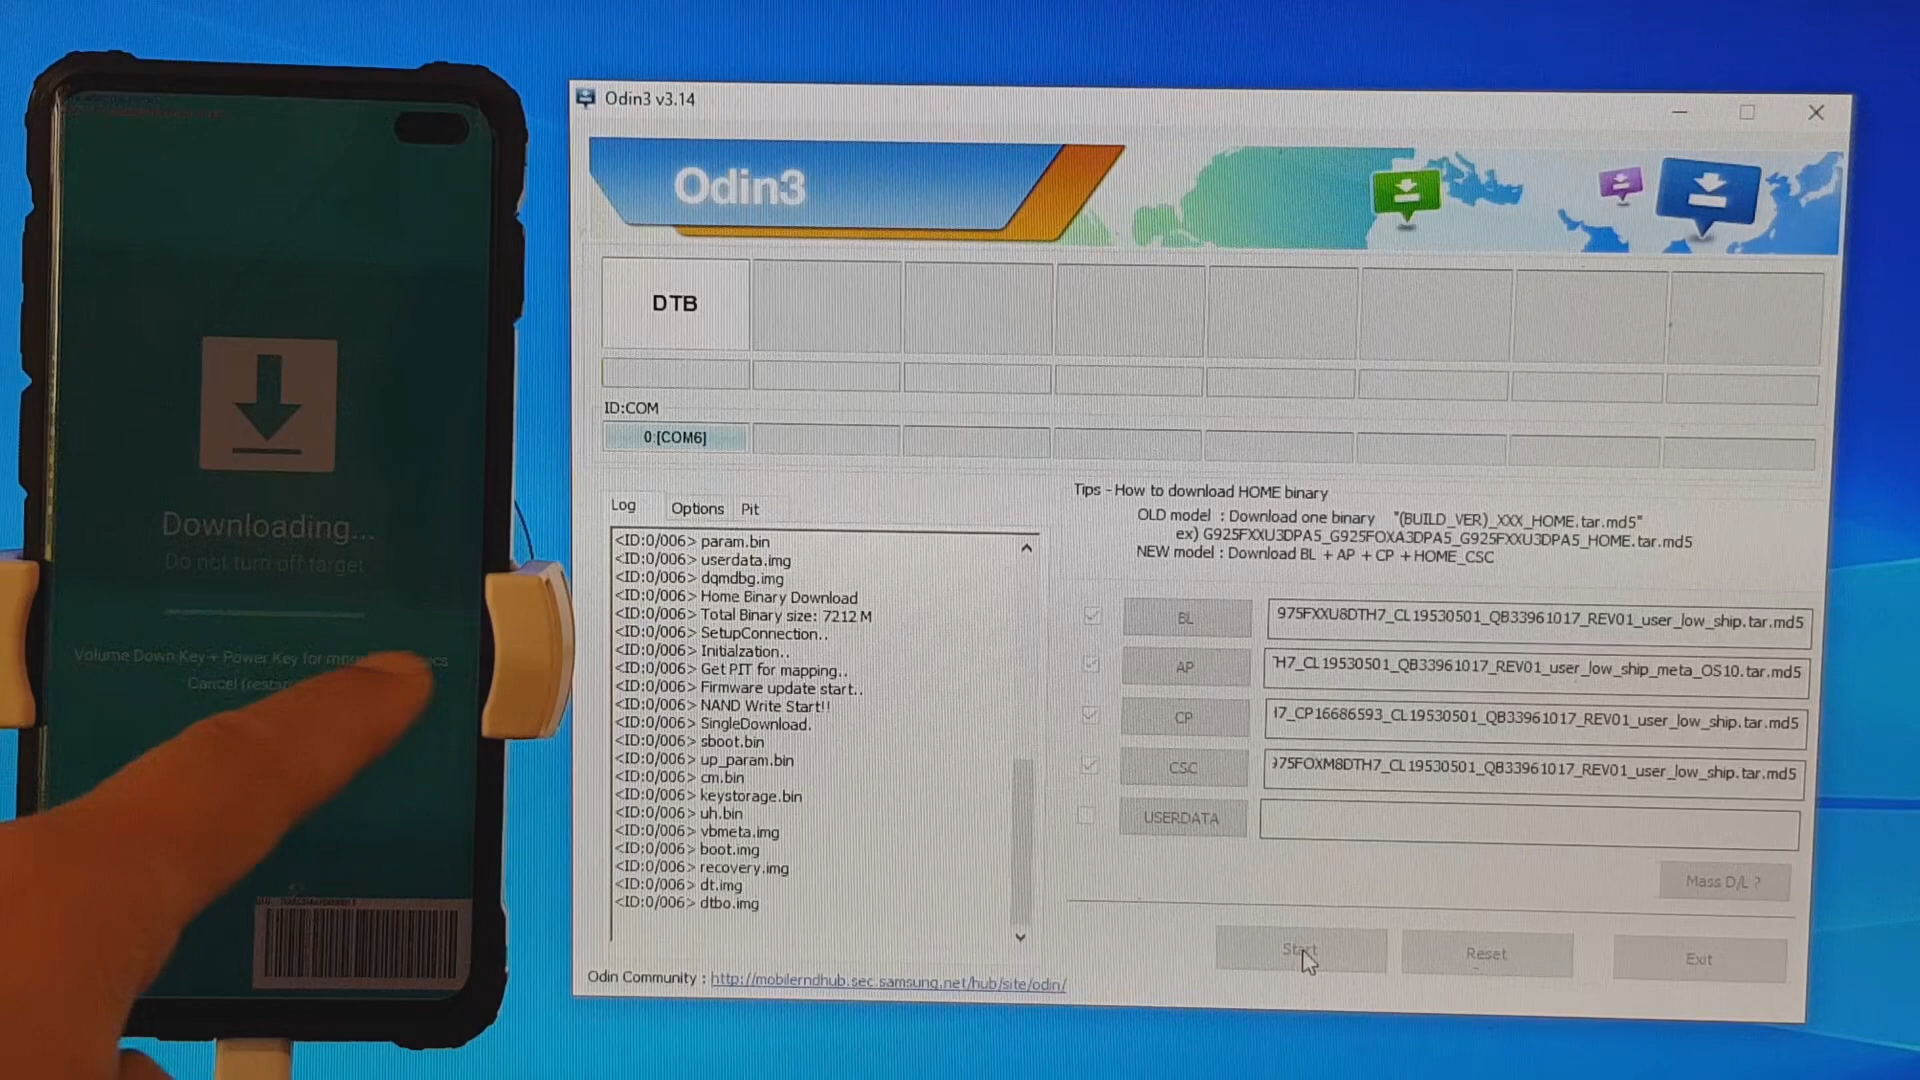 Downloading...
Do not turn off target
Volume Down Key + Power Key for
Cancel
Odin3 v3.14
Odin3
DTB
ID:COM
0:[COM6]
Log
Options
Pit
<ID:0/006> param.bin
<ID:0/006> userdata.img
<ID:0/006> dqmdbg.img
<ID:0/006> Home Binary Download
<ID:0/006> Total Binary size: 7212 M
<ID:0/006> SetupConnection..
<ID:0/006> Initialzation..
<ID:0/006> Get PIT for mapping..
<ID:0/006> Firmware update start..
<ID:0/006> NAND Write Start!!
<ID:0/006> SingleDownload.
<ID:0/006> sboot.bin
<ID:0/006> up_param.bin
<ID:0/006> cm.bin
<ID:0/006> keystorage.bin
<ID:0/006> uh.bin
<ID:0/006> vbmeta.img
<ID:0/006> boot.img
<ID:0/006> recovery.img
<ID:0/006> dt.img
<ID:0/006> dtbo.img
Tips - How to download HOME binary
OLD model : Download one binary "(BUILD_VER)_XXX_HOME.tar.md5"
ex) G925FXXU3DPA5_G925FOXA3DPA5_G925FXXU3DPA5_HOME.tar.md5
NEW model : Download BL + AP + CP + HOME_CSC
BL 975FXXU8DTH7_CL19530501_QB33961017_REV01_user_low_ship.tar.md5
AP H7_CL19530501_QB33961017_REV01_user_low_ship_meta_OS10.tar.md5
CP 7_CP16686593_CL19530501_QB33961017_REV01_user_low_ship.tar.md5
CSC 975FOXM8DTH7_CL19530501_QB33961017_REV01_user_low_ship.tar.md5
USERDATA
Mass D/L ?
Start
Reset
Exit
Odin Community : http://mobilerndhub.sec.samsung.net/hub/site/odin/